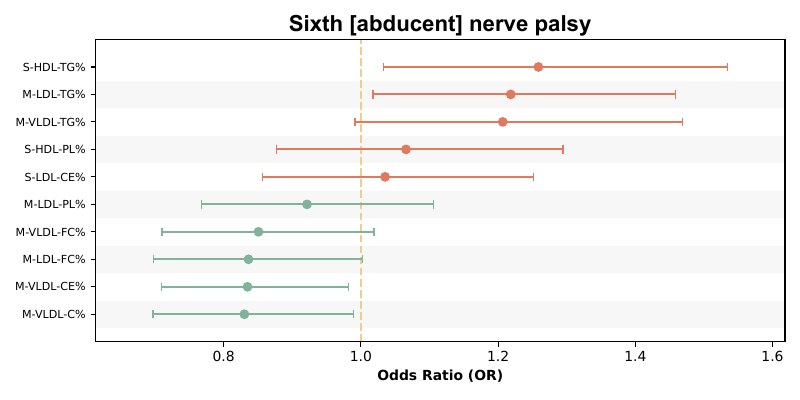 Sixth [abducent] nerve palsy
S-HDL-TG%
M-LDL-TG%
M-VLDL-TG%
S-HDL-PL%
S-LDL-CE%
M-LDL-PL%
M-VLDL-FC%
M-LDL-FC%
M-VLDL-CE%
M-VLDL-C%
0.8 1.0 1.2 1.4 1.6
Odds Ratio (OR)